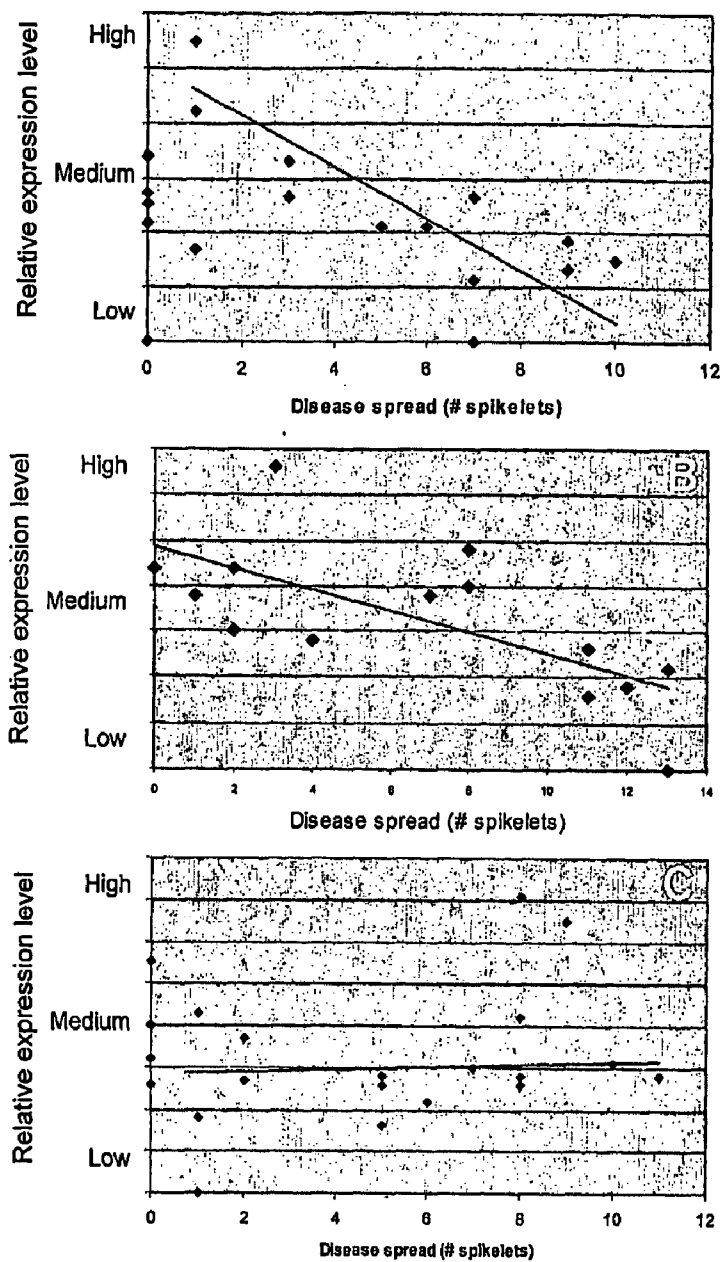 Relative expression level
High
Medium
Low
0 2 4 6 8 10 12
Disease spread (# spikelets)
B
Relative expression level
High
Medium
Low
0 2 4 6 8 10 12 14
Disease spread (# spikelets)
C
Relative expression level
High
Medium
Low
0 2 4 6 8 10 12
Disease spread (# spikelets)